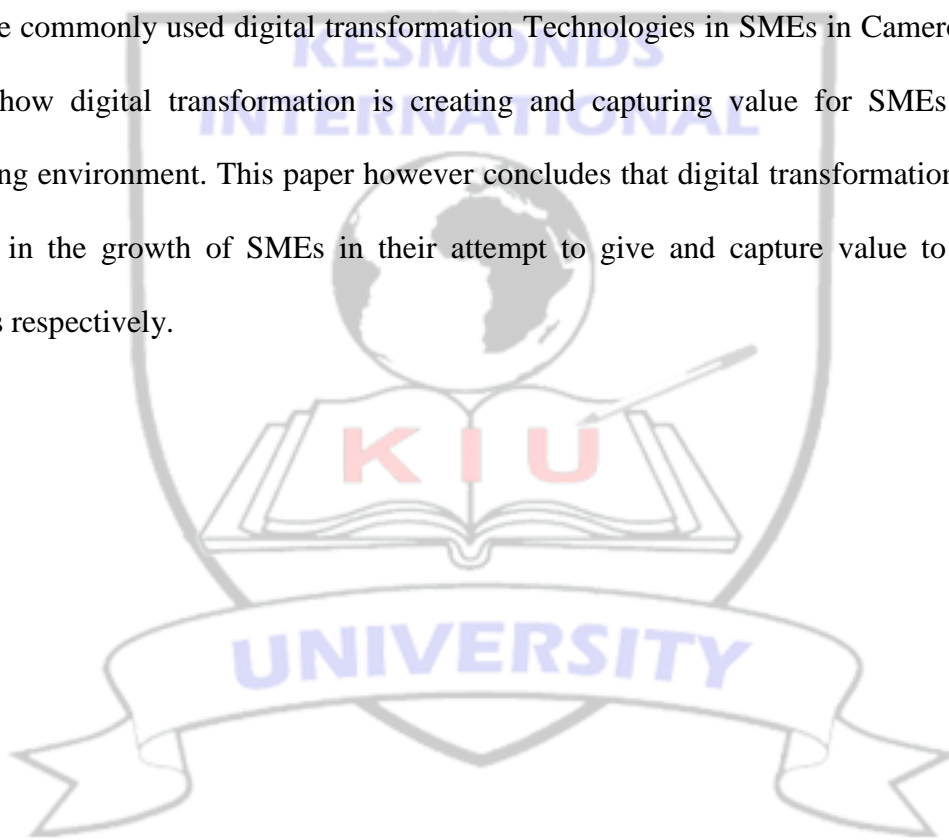 e commonly used digital transformation Technologies in SMEs in Camero
how digital transformation is creating and capturing value for SMEs
ng environment. This paper however concludes that digital transformation
in the growth of SMEs in their attempt to give and capture value to
s respectively.
KESMONDS
INTERNATIONAL
K I U
UNIVERSITY